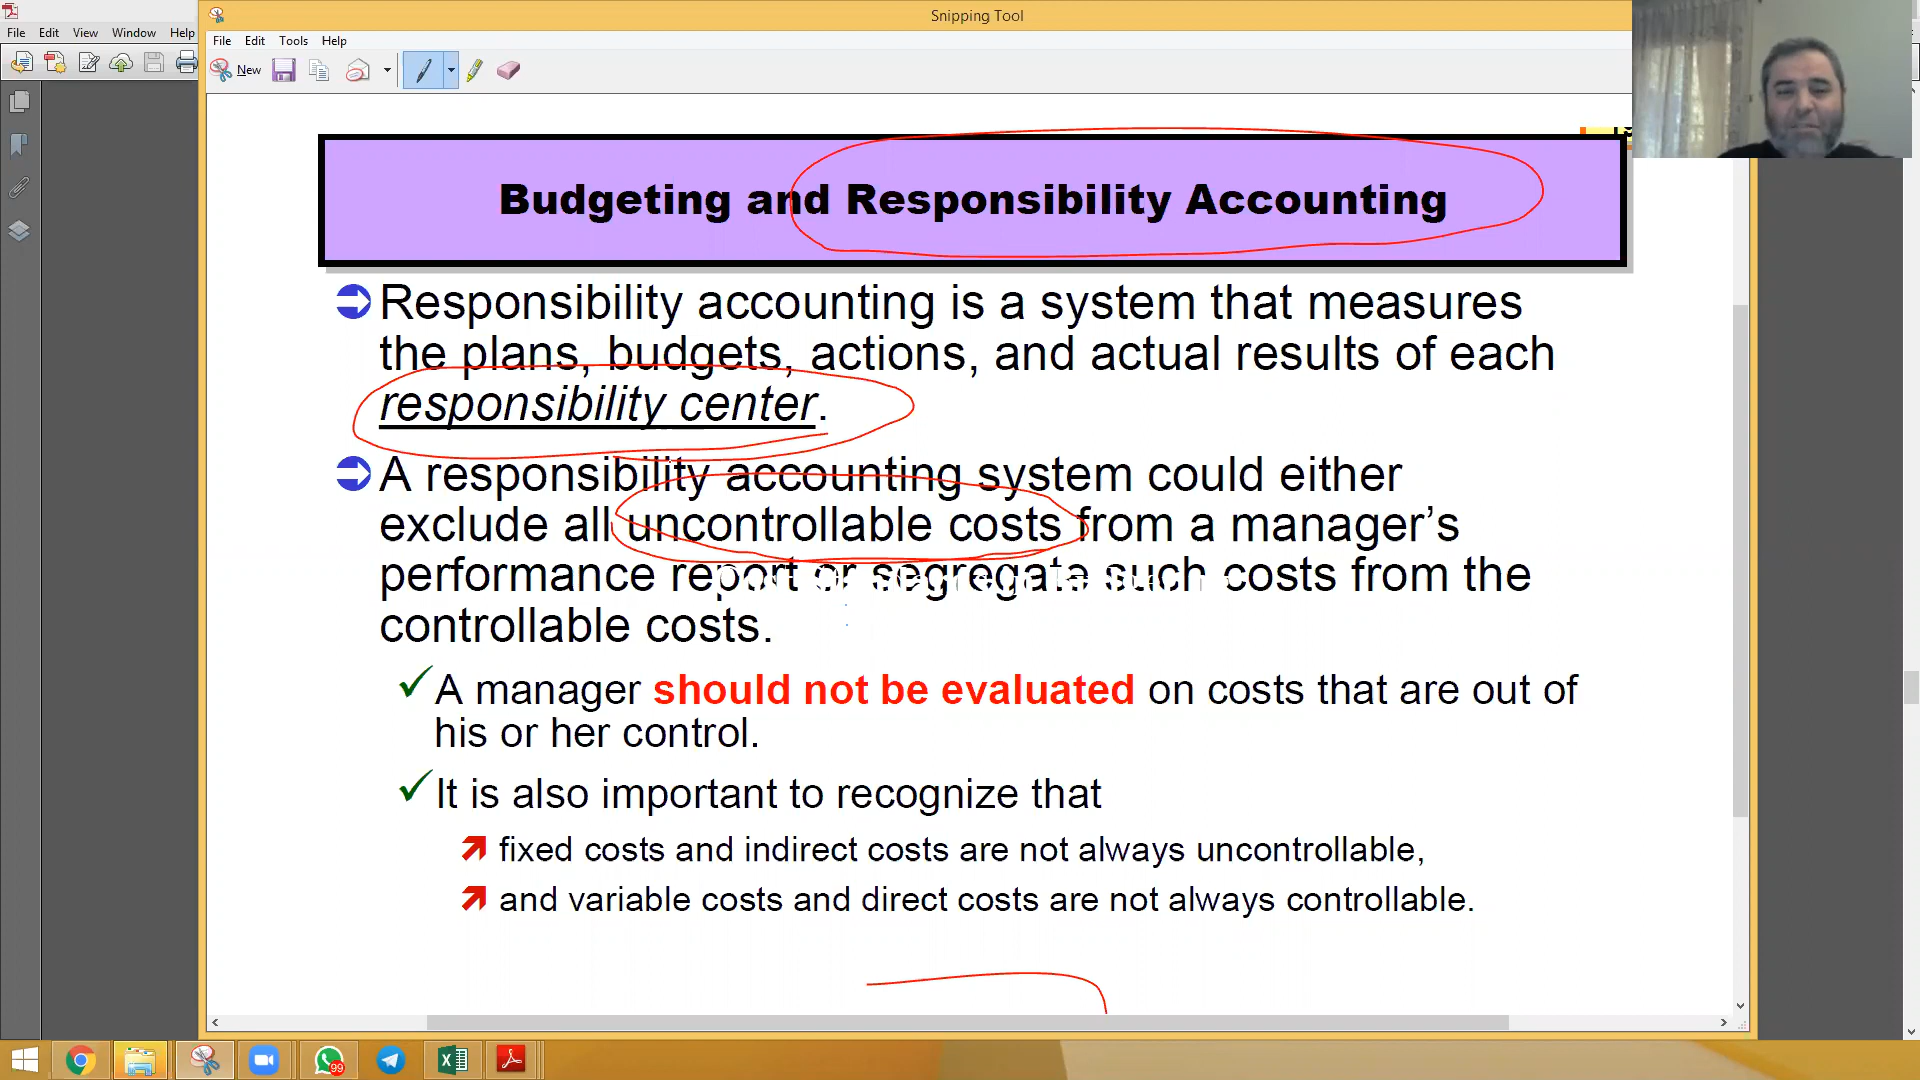 Snipping Tool
File Edit View Window Help
File Edit Tools Help
New
Budgeting and Responsibility Accounting
Responsibility accounting is a system that measures
the plans, budgets, actions, and actual results of each
responsibility center.
A responsibility accounting system could either
exclude all uncontrollable costs from a manager’s
performance report or segregate such costs from the
controllable costs.
A manager should not be evaluated on costs that are out of
his or her control.
It is also important to recognize that
fixed costs and indirect costs are not always uncontrollable,
and variable costs and direct costs are not always controllable.
99